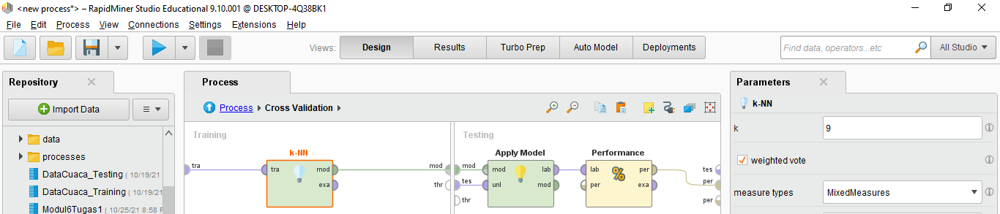 <new process*> – RapidMiner Studio Educational 9.10.001 @ DESKTOP-4Q38BK1
File Edit Process View Connections Settings Extensions Help
Views: Design Results Turbo Prep Auto Model Deployments Find data, operators...etc All Studio
Repository
Import Data
data
processes
DataCuaca_Testing ( 10/19/21
DataCuaca_Training ( 10/19/21
Modul6Tugas1 ( 10/25/21 8:58 P
Process
Process Cross Validation
Training
k-NN
tra tra mod mod
exa thr
Testing
Apply Model Performance
mod mod lab lab per tes
tes unl mod per exa per
thr per
Parameters
k-NN
k 9
weighted vote
measure types MixedMeasures